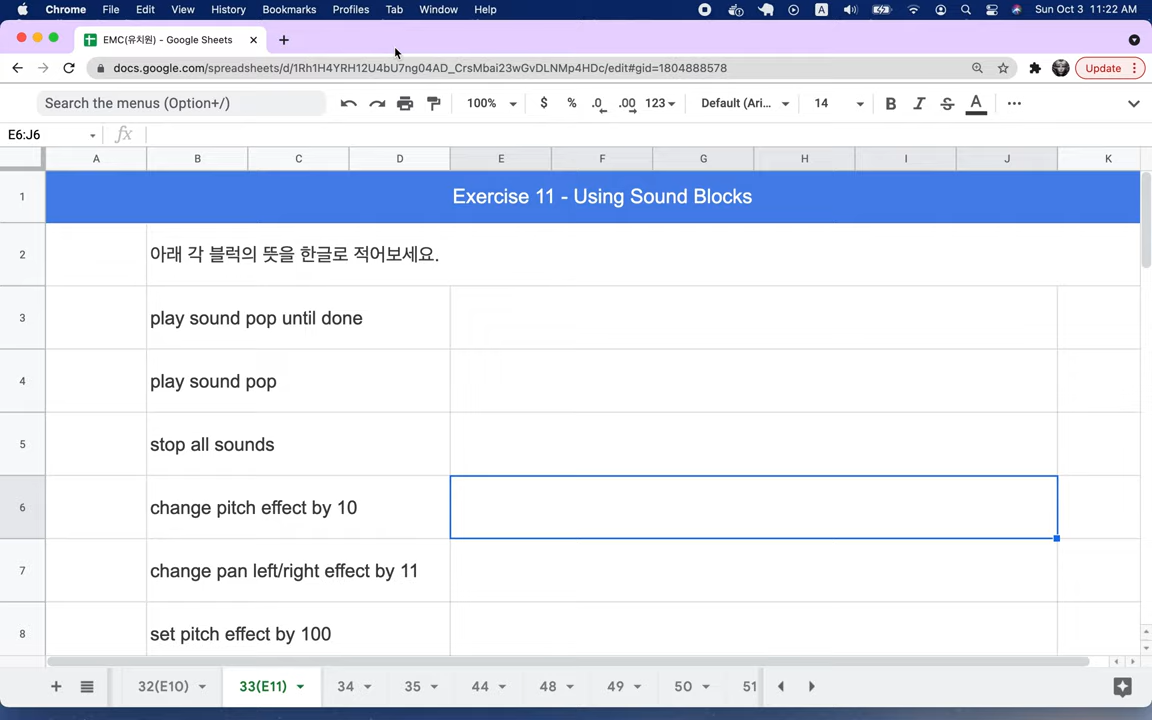 Chrome File Edit View History Bookmarks Profiles Tab Window Help A Sun Oct 3 11:22 AM
EMC(유치원) - Google Sheets
docs.google.com/spreadsheets/d/1Rh1H4YRH12U4bU7ng04AD_CrsMbai23wGvDLNMp4HDc/edit#gid=1804888578 Update
Search the menus (Option+/) 100% $ % .0 .00 123 Default (Ari... 14 B I S A
E6:J6 fx
A B C D E F G H I J K
1 Exercise 11 - Using Sound Blocks
2 아래 각 블럭의 뜻을 한글로 적어보세요.
3 play sound pop until done
4 play sound pop
5 stop all sounds
6 change pitch effect by 10
7 change pan left/right effect by 11
8 set pitch effect by 100
32(E10) 33(E11) 34 35 44 48 49 50 51